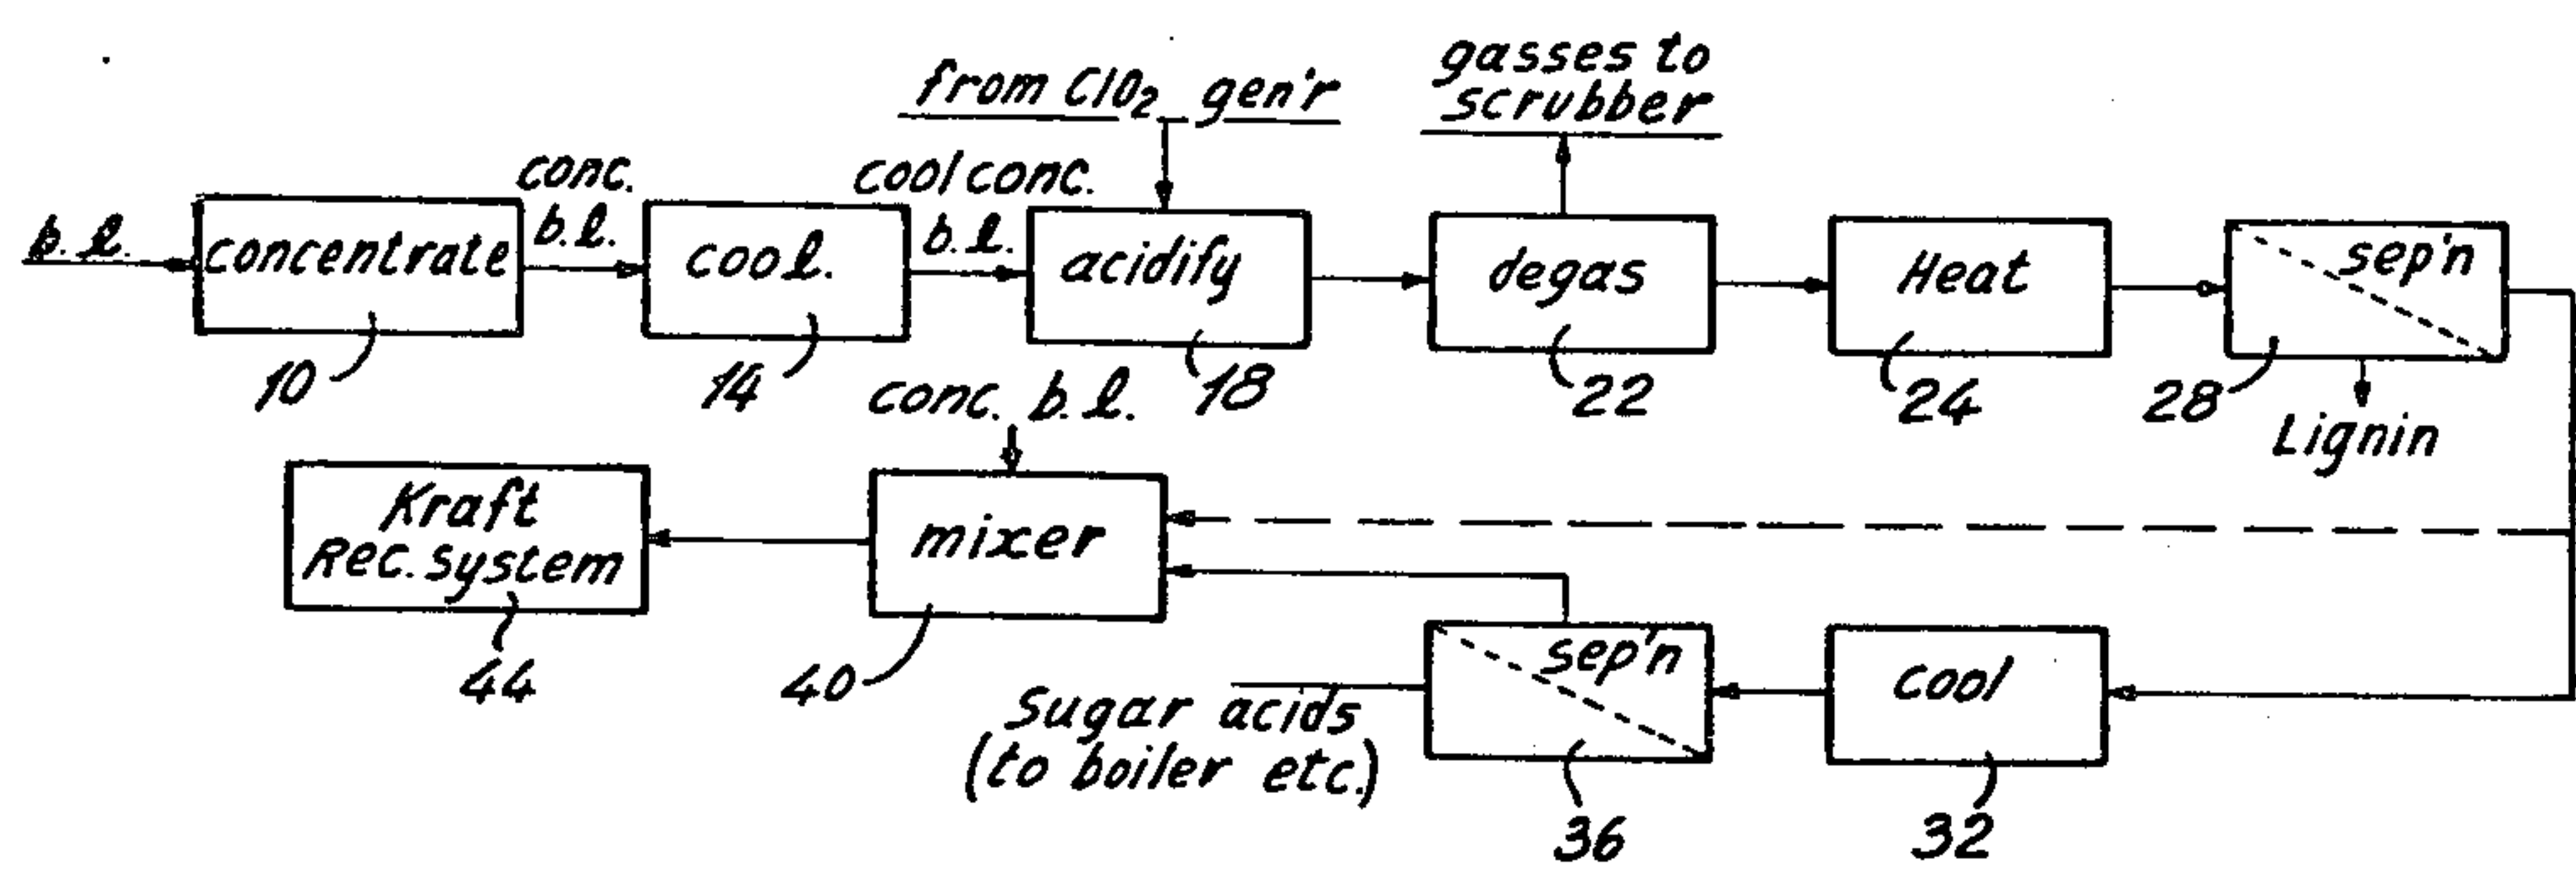 from ClO₂ gen'r
gasses to
scrubber
b.l.
concentrate
conc.
b.l.
cool.
cool conc.
b.l.
acidify
degas
Heat
sep'n
10
14
18
22
24
28
Lignin
conc. b.l.
Kraft
Rec. System
mixer
44
40
Sugar acids
(to boiler etc.)
sep'n
cool
36
32